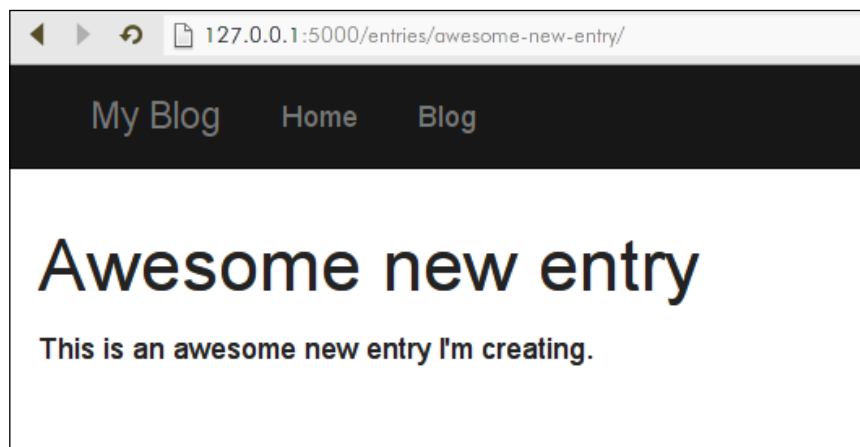 127.0.0.1:5000/entries/awesome-new-entry/
My Blog Home Blog
Awesome new entry
This is an awesome new entry I'm creating.